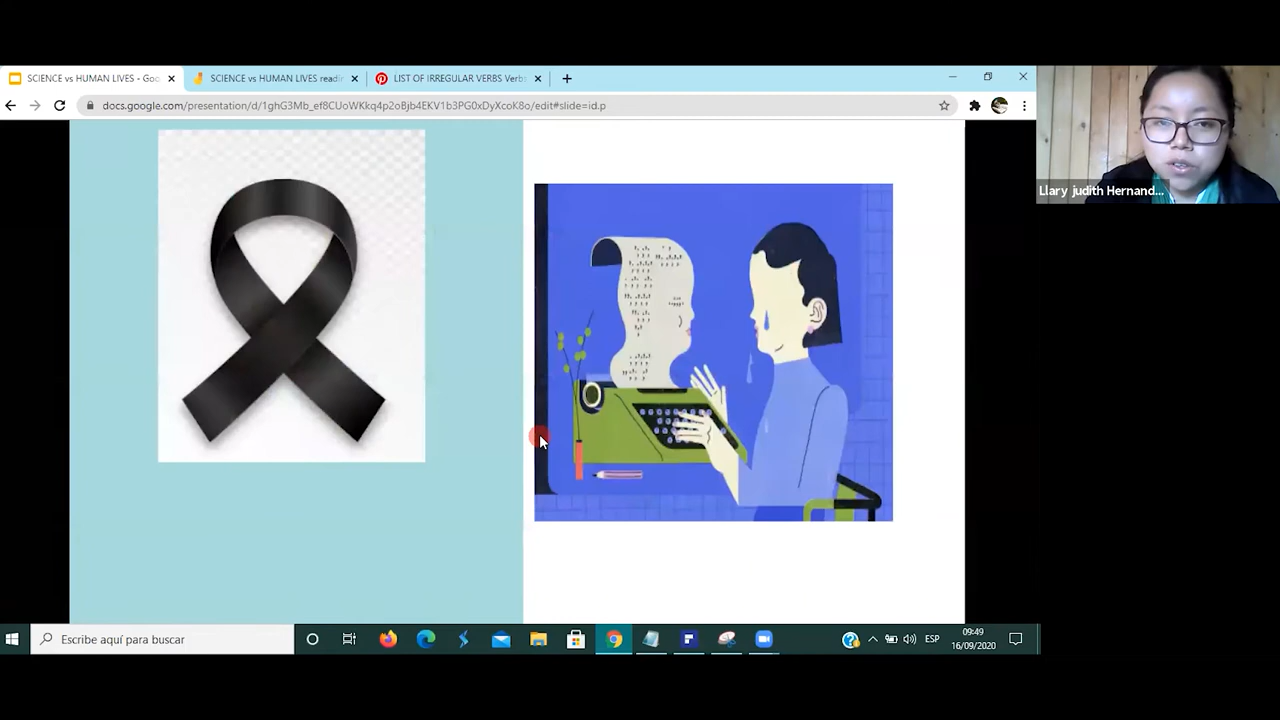 SCIENCE vs HUMAN LIVES - Goo
SCIENCE vs HUMAN LIVES readi
LIST OF IRREGULAR VERBS Verbs
docs.google.com/presentation/d/1ghG3Mb_ef8CUoWKkq4p2oBjb4EKV1b3PG0xDyXcoK8o/edit#slide=id.p
Llary judith Hernand...
Escribe aquí para buscar
ESP
09:49
16/09/2020